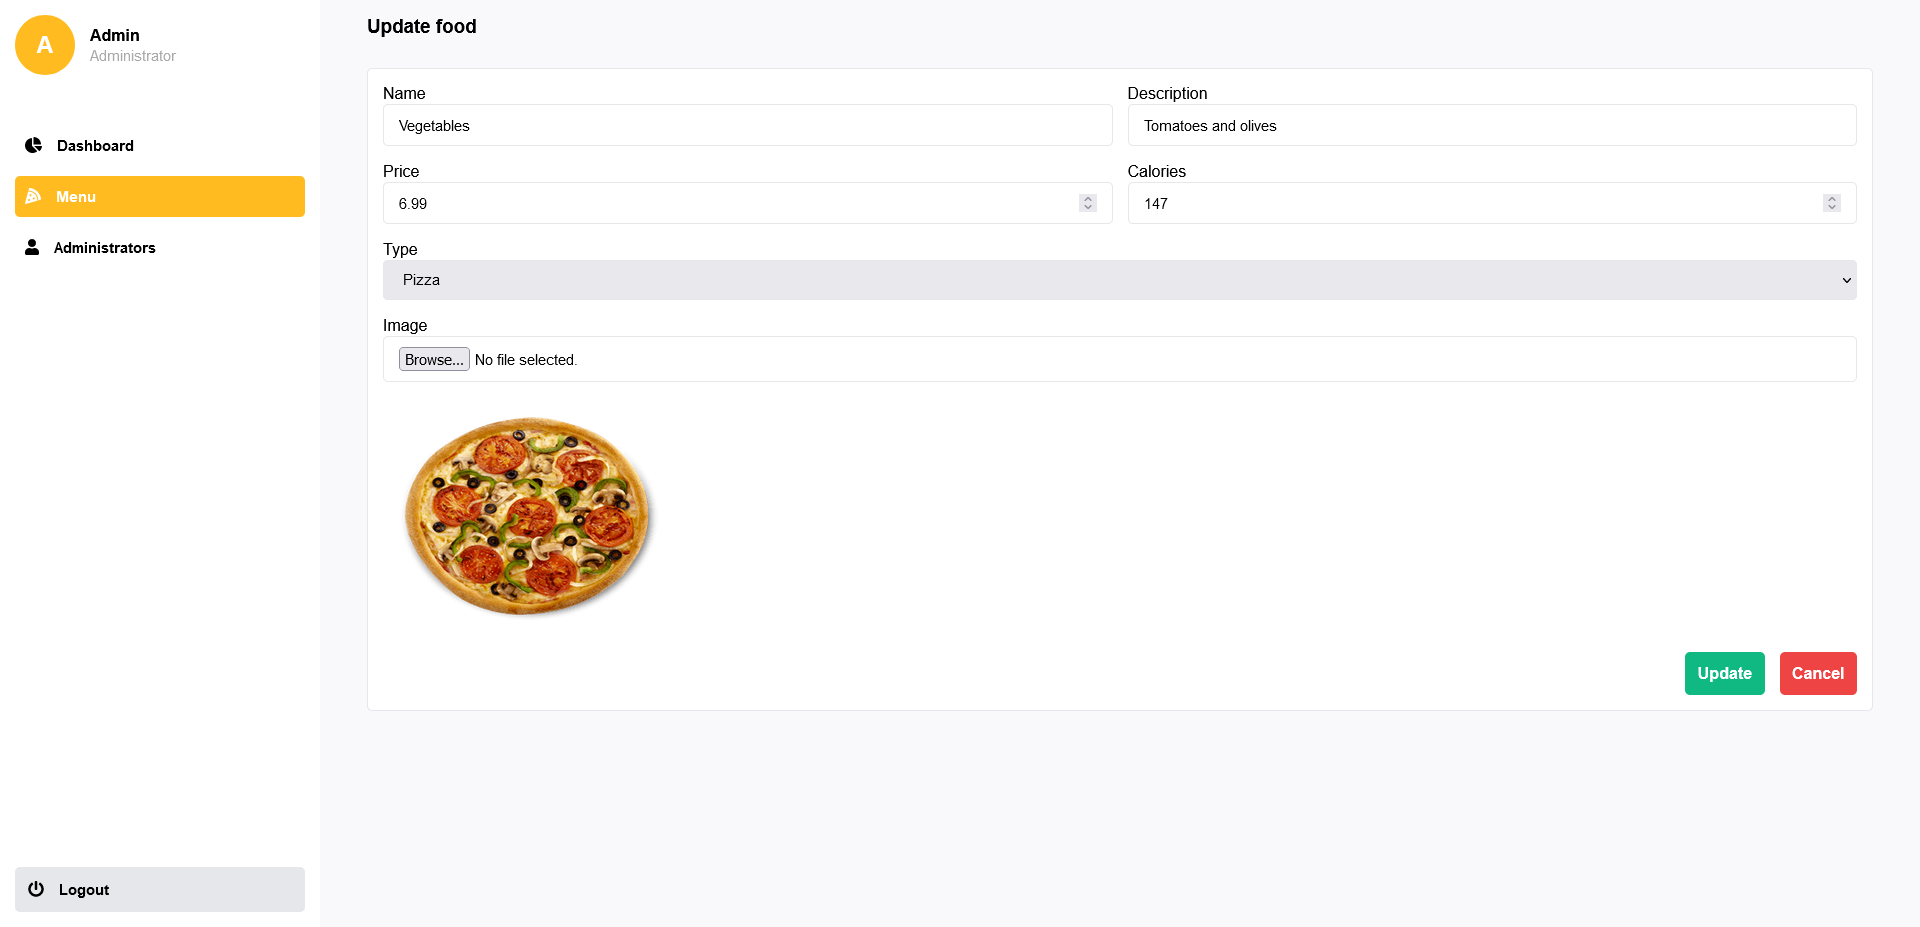 A
Admin
Administrator
Dashboard
Menu
Administrators
Logout
Update food
Name
Vegetables
Description
Tomatoes and olives
Price
6.99
Calories
147
Type
Pizza
Image
Browse... No file selected.
Update
Cancel